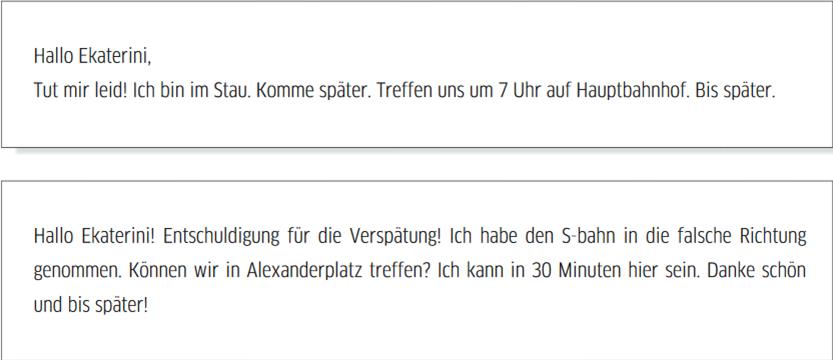 Hallo Ekaterini,
Tut mir leid! Ich bin im Stau. Komme später. Treffen uns um 7 Uhr auf Hauptbahnhof. Bis später.
Hallo Ekaterini! Entschuldigung für die Verspätung! Ich habe den S-bahn in die falsche Richtung
genommen. Können wir in Alexanderplatz treffen? Ich kann in 30 Minuten hier sein. Danke schön
und bis später!